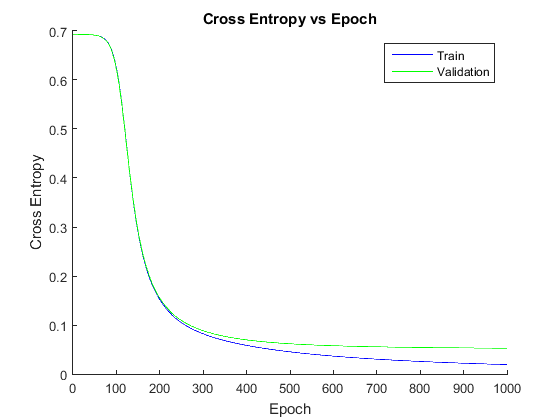 Cross Entropy vs Epoch
Train
Validation
0.7
0.6
0.5
0.4
0.3
0.2
0.1
0
Cross Entropy
0 100 200 300 400 500 600 700 800 900 1000
Epoch